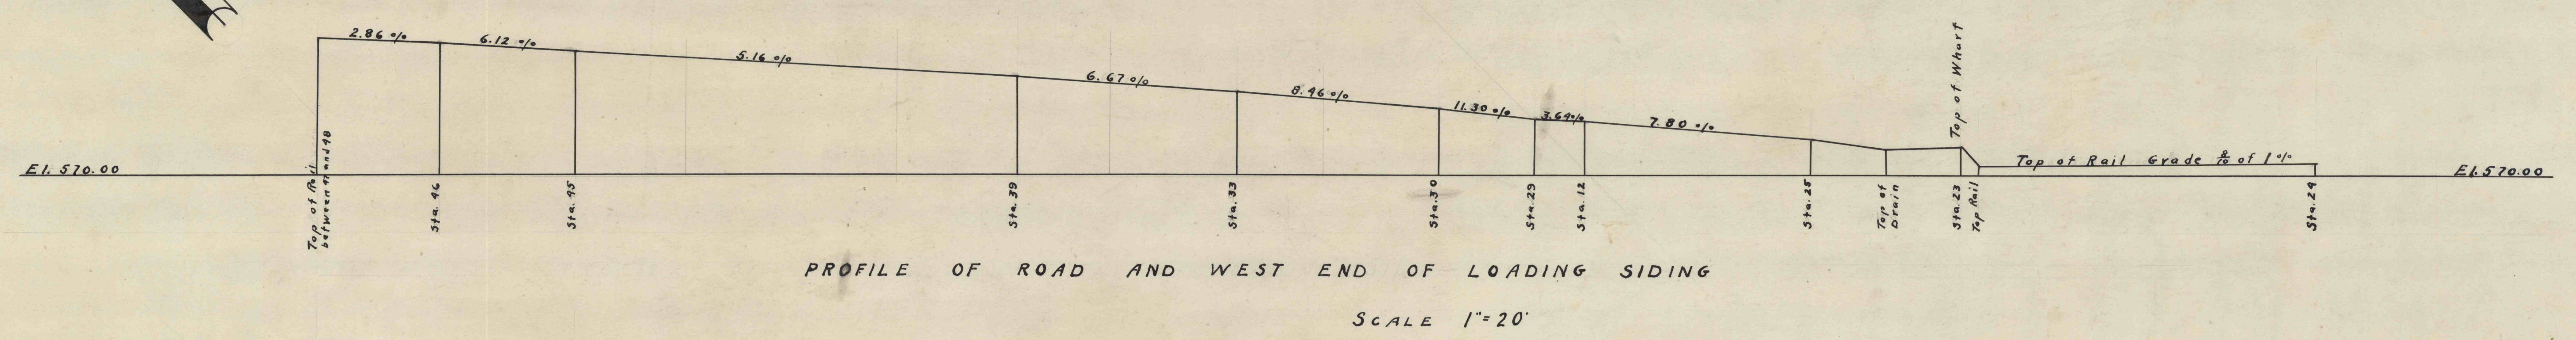 2.86 %
6.12 %
5.16 %
6.67 %
8.46 %
11.30 %
3.64%
7.80 %
Top of Wharf
Top of Rail Grade 8/10 of 1%
El. 570.00
El. 570.00
Top of Rail
between 47 and 48
Sta. 46
Sta. 45
Sta. 39
Sta. 33
Sta. 30
Sta. 29
Sta. 12
Sta. 25
Top of
Drain
Sta. 23
Top Rail
Sta. 24
PROFILE OF ROAD AND WEST END OF LOADING SIDING
SCALE 1"=20'